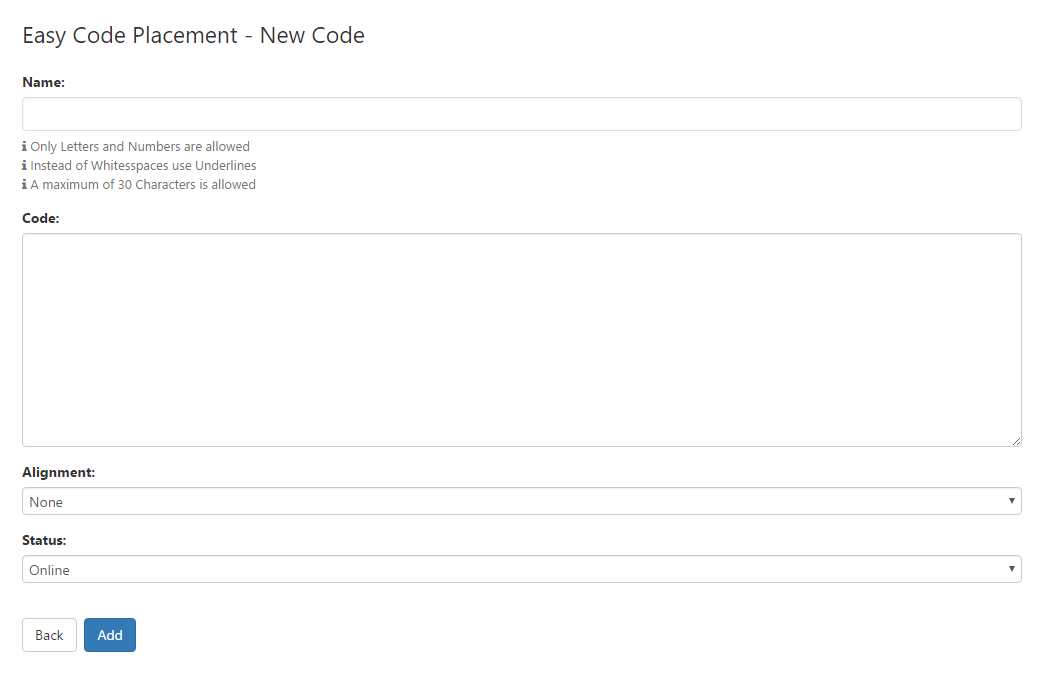 Easy Code Placement - New Code
Name:
Only Letters and Numbers are allowed
Instead of Whitesspaces use Underlines
A maximum of 30 Characters is allowed
Code:
Alignment:
None
Status:
Online
Back Add